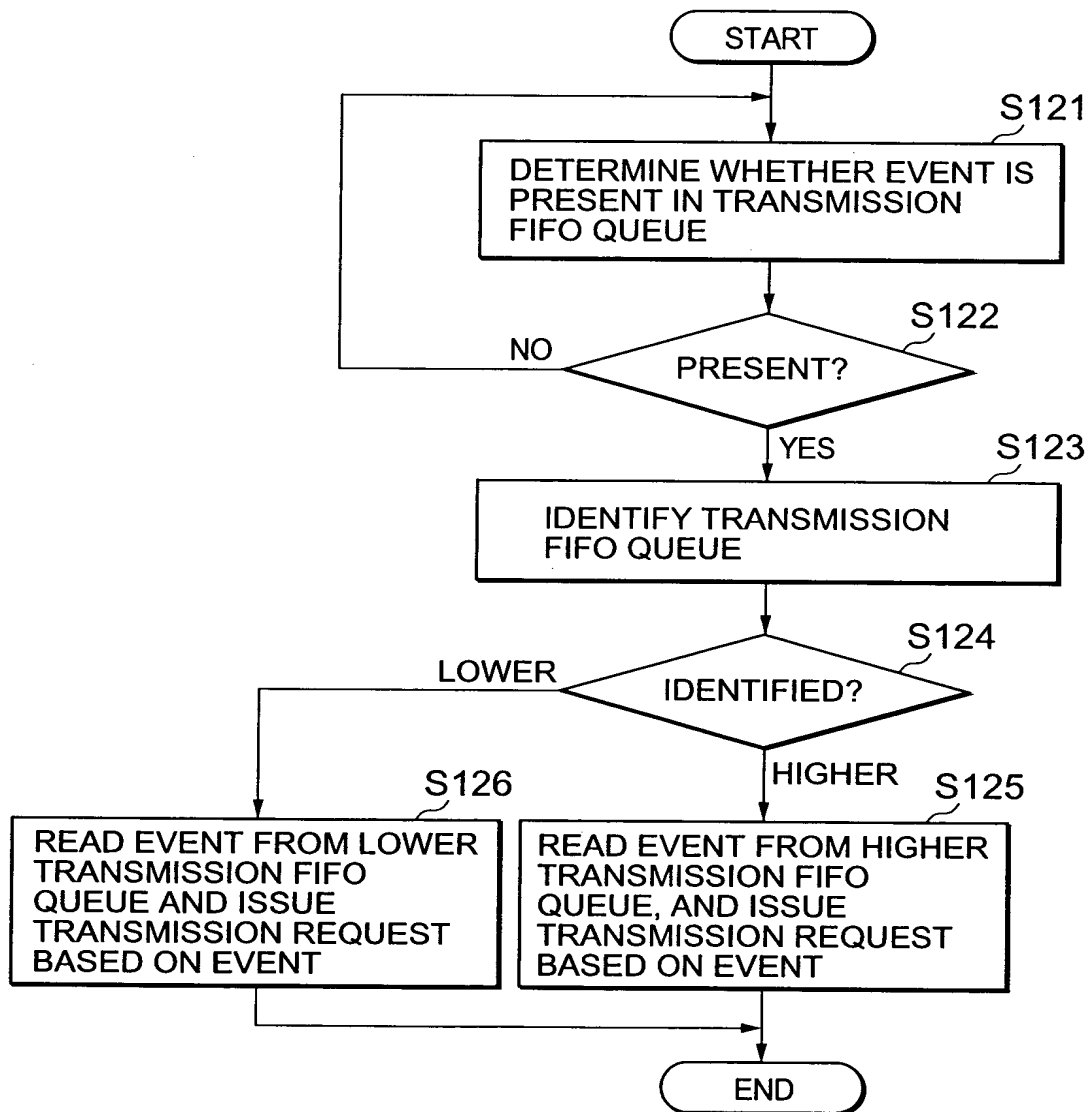 START
S121
DETERMINE WHETHER EVENT IS
PRESENT IN TRANSMISSION
FIFO QUEUE
S122
NO
PRESENT?
YES
S123
IDENTIFY TRANSMISSION
FIFO QUEUE
S124
LOWER
IDENTIFIED?
HIGHER
S126
S125
READ EVENT FROM LOWER
TRANSMISSION FIFO
QUEUE AND ISSUE
TRANSMISSION REQUEST
BASED ON EVENT
READ EVENT FROM HIGHER
TRANSMISSION FIFO
QUEUE, AND ISSUE
TRANSMISSION REQUEST
BASED ON EVENT
END